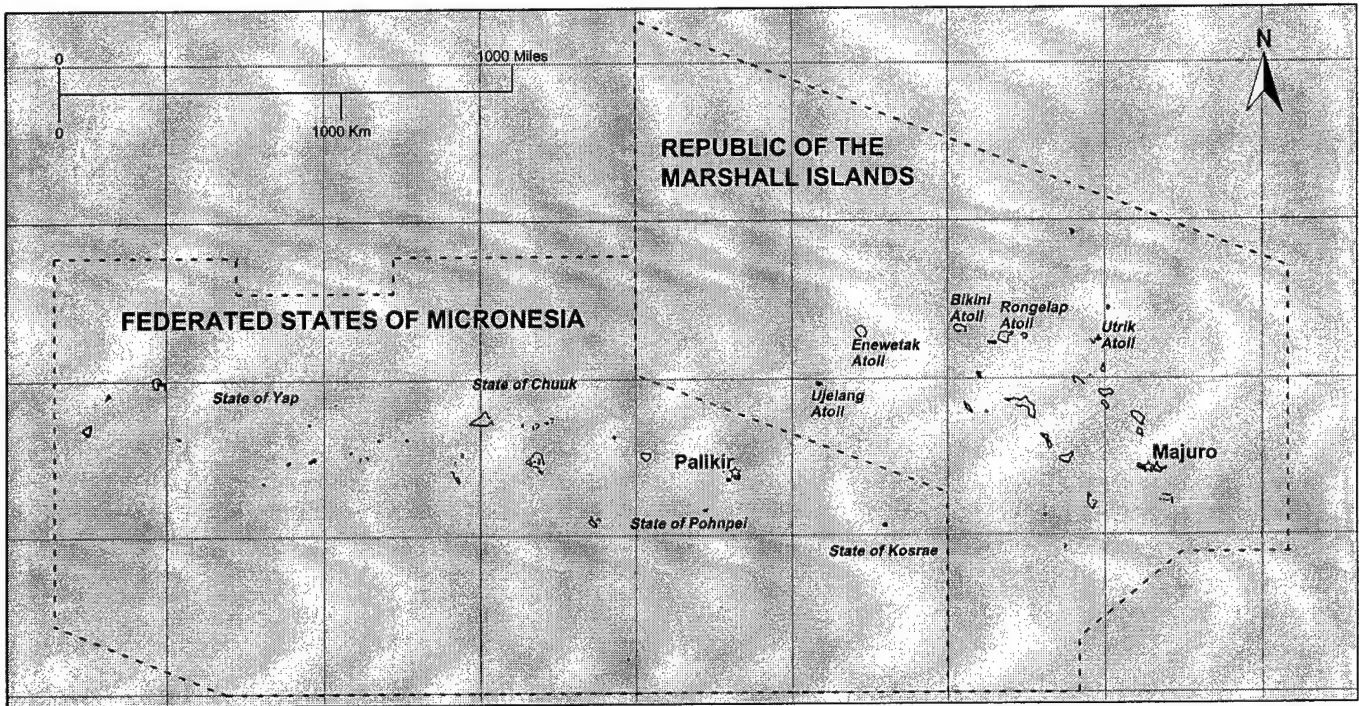 0
1000 Miles
0
1000 Km
N
REPUBLIC OF THE
MARSHALL ISLANDS
FEDERATED STATES OF MICRONESIA
Bikini
Atoll
Rongelap
Atoll
Enewetak
Atoll
Utrik
Atoll
State of Yap
State of Chuuk
Ujelang
Atoll
Palikir
Majuro
State of Pohnpei
State of Kosrae